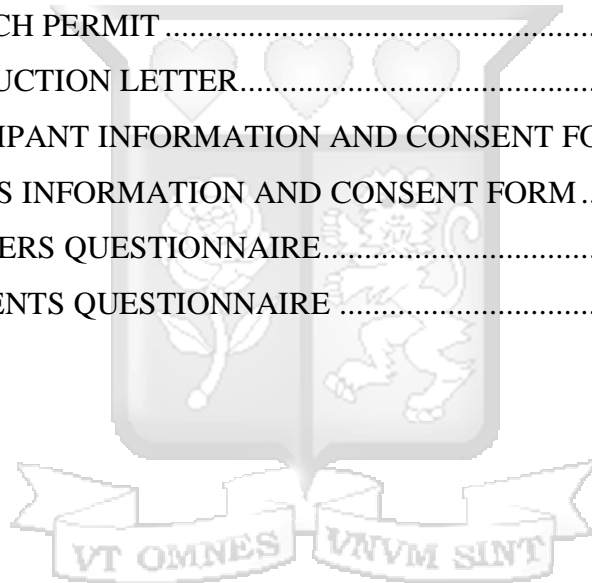 CH PERMIT ..........................................................
UCTION LETTER................................................
IPANT INFORMATION AND CONSENT FO
S INFORMATION AND CONSENT FORM ..
ERS QUESTIONNAIRE....................................
ENTS QUESTIONNAIRE ..................................
VT OMNES VNVM SINT